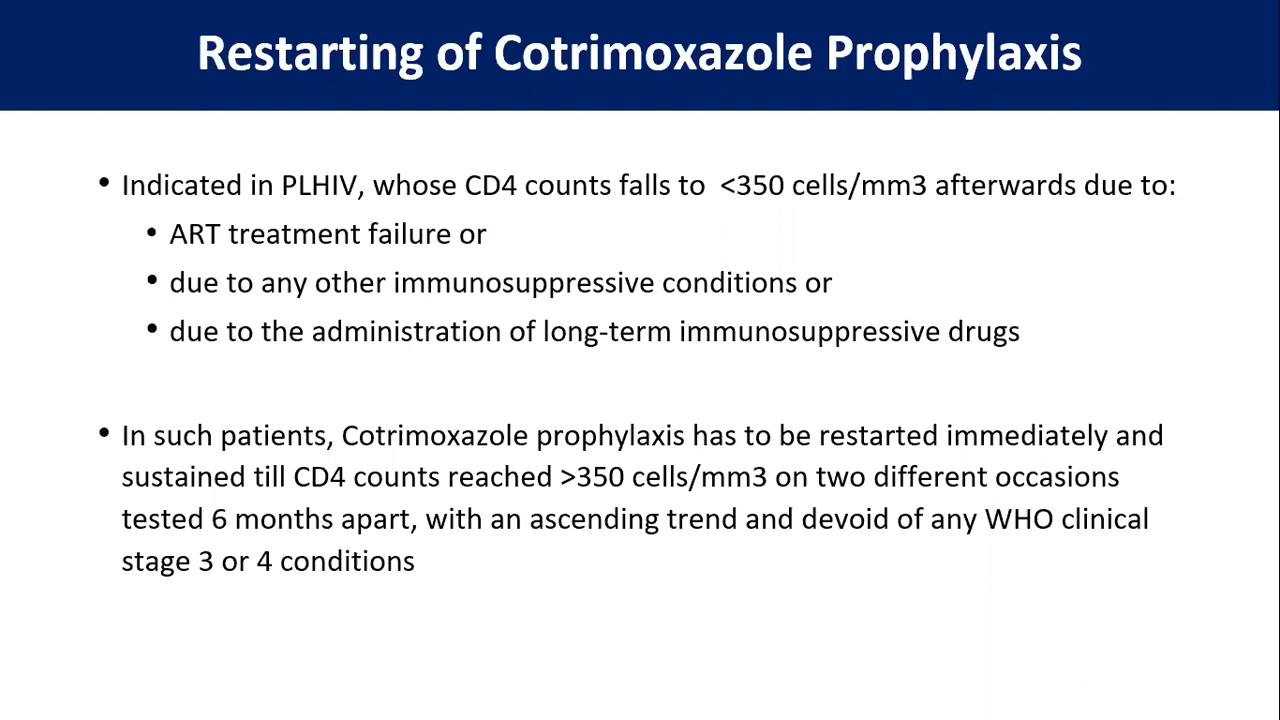 Restarting of Cotrimoxazole Prophylaxis
• Indicated in PLHIV, whose CD4 counts falls to  <350 cells/mm3 afterwards due to:
• ART treatment failure or
• due to any other immunosuppressive conditions or
• due to the administration of long-term immunosuppressive drugs
• In such patients, Cotrimoxazole prophylaxis has to be restarted immediately and
sustained till CD4 counts reached >350 cells/mm3 on two different occasions
tested 6 months apart, with an ascending trend and devoid of any WHO clinical
stage 3 or 4 conditions